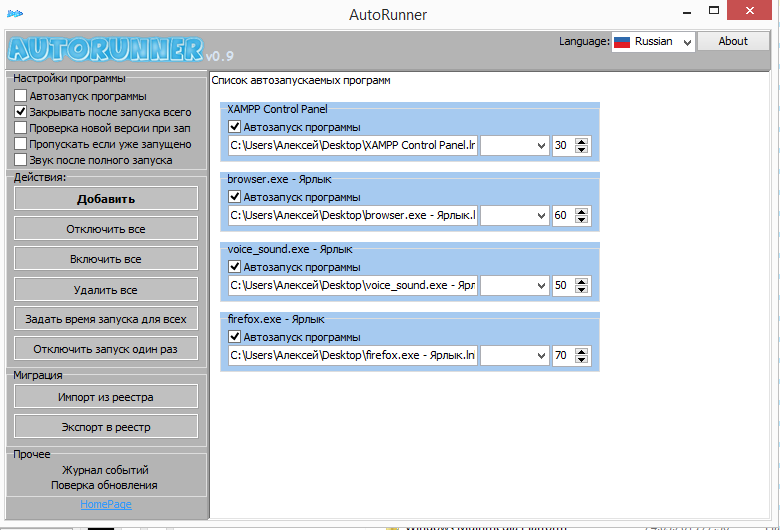 AutoRunner
AUTORUNNER v0.9
Language: Russian About
Настройки программы
Автозапуск программы
Закрывать после запуска всего
Проверка новой версии при зап
Пропускать если уже запущено
Звук после полного запуска
Действия:
Добавить
Отключить все
Включить все
Удалить все
Задать время запуска для всех
Отключить запуск один раз
Миграция
Импорт из реестра
Экспорт в реестр
Прочее
Журнал событий
Поверка обновления
HomePage
Список автозапускаемых программ
XAMPP Control Panel
Автозапуск программы
C:\Users\Алексей\Desktop\XAMPP Control Panel.lr 30
browser.exe - Ярлык
Автозапуск программы
C:\Users\Алексей\Desktop\browser.exe - Ярлык.l 60
voice_sound.exe - Ярлык
Автозапуск программы
C:\Users\Алексей\Desktop\voice_sound.exe - Ярл 50
firefox.exe - Ярлык
Автозапуск программы
C:\Users\Алексей\Desktop\firefox.exe - Ярлык.ln 70